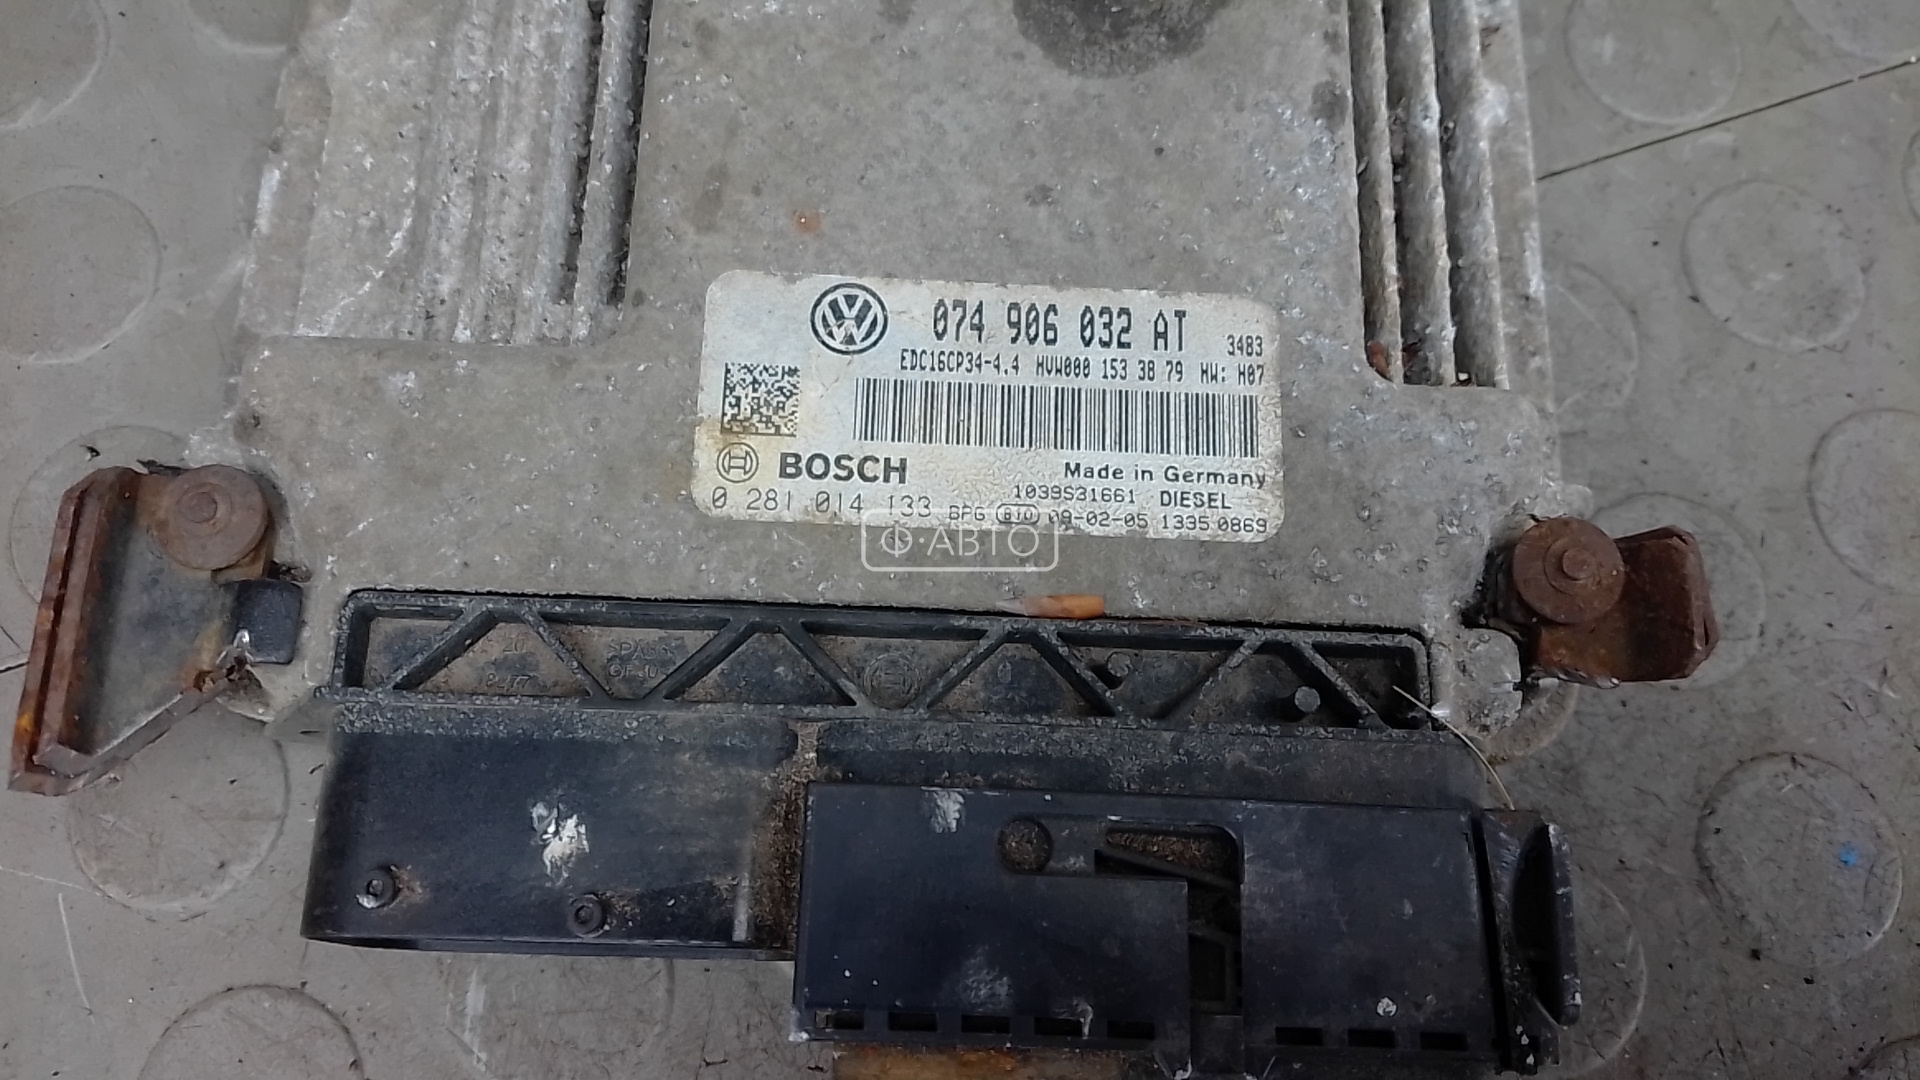 074 906 032 AT
3483
EDC16CP34-4.4 HVW000 153 38 79 HW: H07
BOSCH
Made in Germany
0 281 014 133
1039S31661 DIESEL
BPG 810 09-02-05 1335 0869
Ф·АВТО